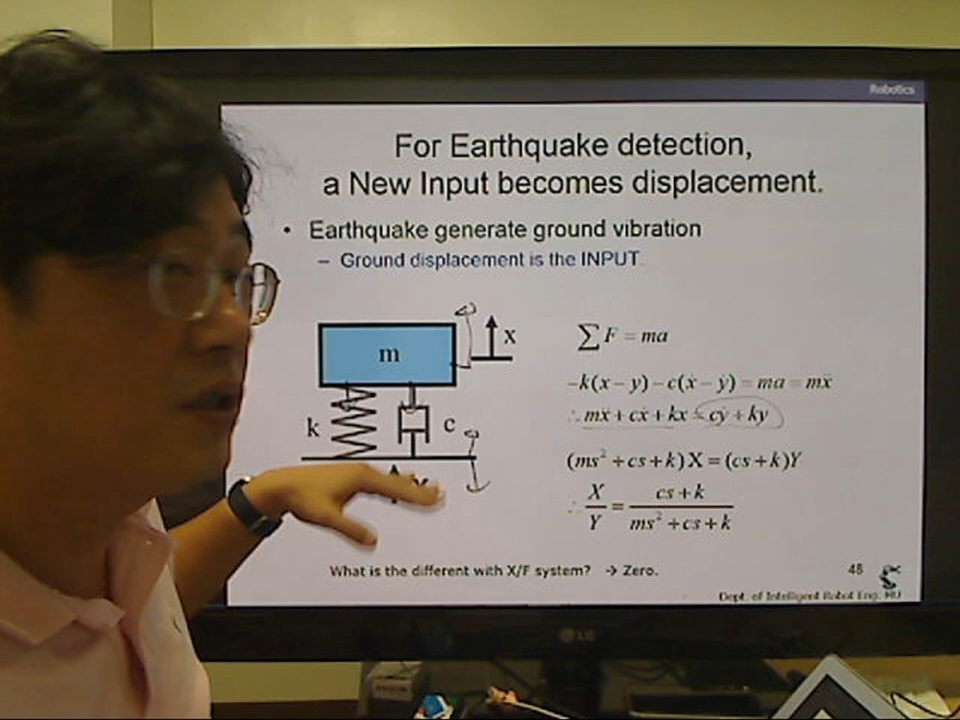 Robotics
For Earthquake detection,
a New Input becomes displacement.
• Earthquake generate ground vibration
– Ground displacement is the INPUT
m
x
k
c
∑F = ma
−k(x − y) − c(ẋ − ẏ) = ma = mẍ
∴ mẍ + cẋ + kx = cẏ + ky
(ms² + cs + k)X = (cs + k)Y
∴ X/Y = (cs + k)/(ms² + cs + k)
What is the different with X/F system? → Zero.
48
Dept. of Intelligent Robot Eng. HU
LG